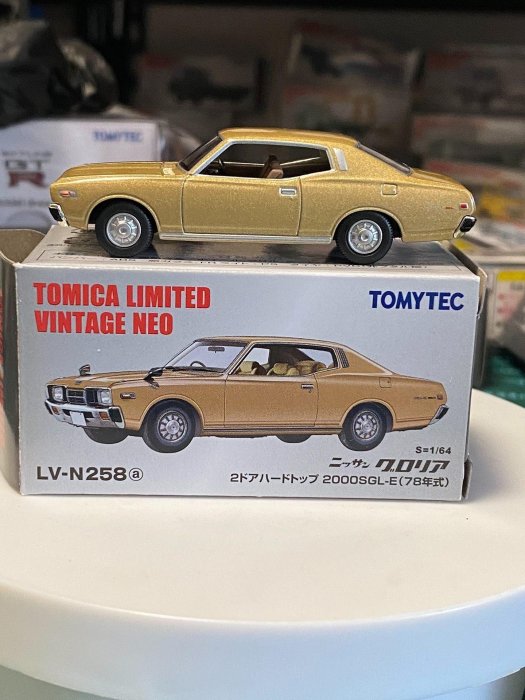 TOMYTEC
GT
R
TOMICA LIMITED
VINTAGE NEO
TOMYTEC
S=1/64
LV-N258ⓐ
ニッサン グロリア
2ドアハードトップ 2000SGL-E(78年式)